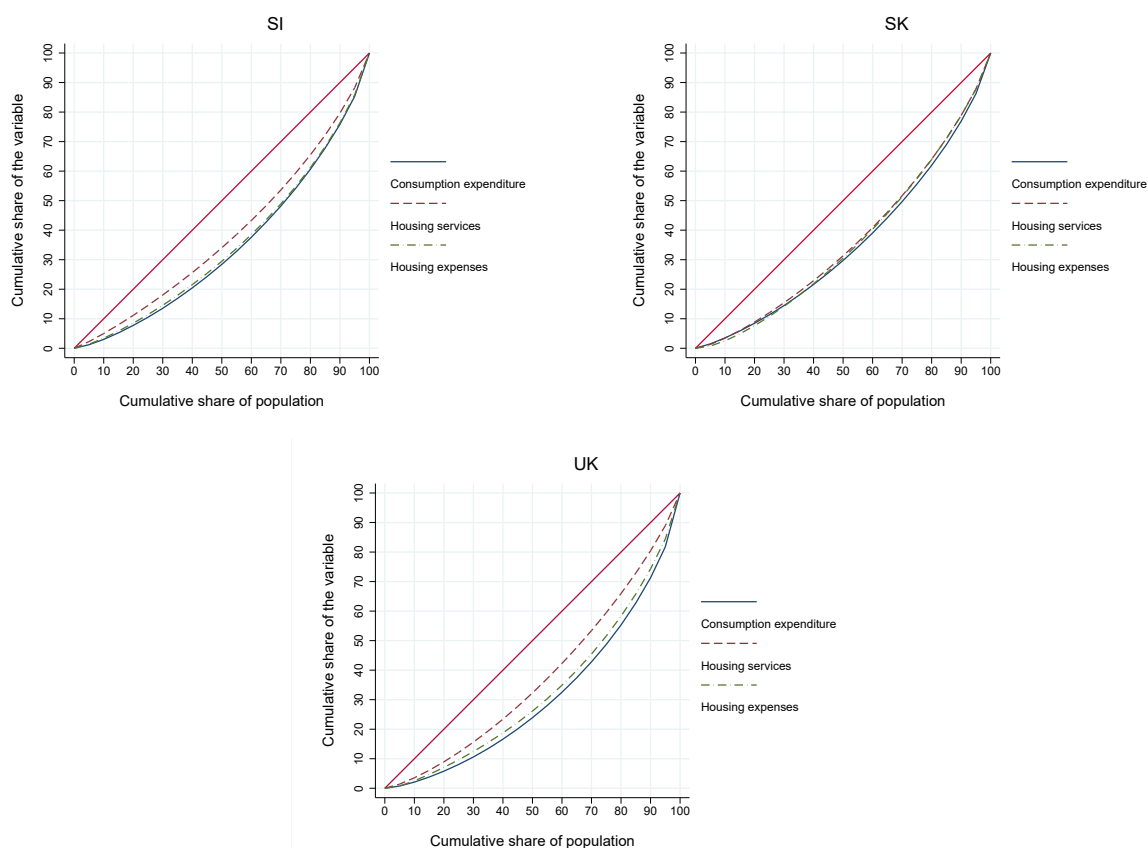 SI
Cumulative share of the variable
100
90
80
70
60
50
40
30
20
10
0
0 10 20 30 40 50 60 70 80 90 100
Cumulative share of population
Consumption expenditure
Housing services
Housing expenses
SK
Cumulative share of the variable
100
90
80
70
60
50
40
30
20
10
0
0 10 20 30 40 50 60 70 80 90 100
Cumulative share of population
Consumption expenditure
Housing services
Housing expenses
UK
Cumulative share of the variable
100
90
80
70
60
50
40
30
20
10
0
0 10 20 30 40 50 60 70 80 90 100
Cumulative share of population
Consumption expenditure
Housing services
Housing expenses